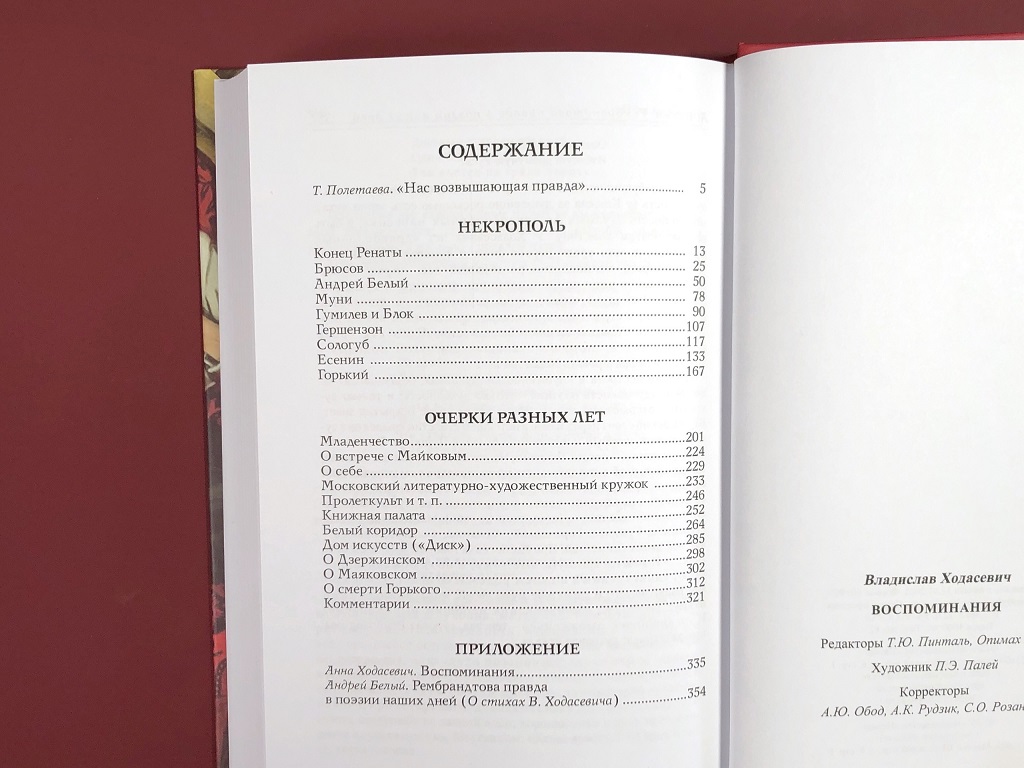 СОДЕРЖАНИЕ
Т. Полетаева. «Нас возвышающая правда»........................ 5
НЕКРОПОЛЬ
Конец Ренаты ........................ 13
Брюсов ........................ 25
Андрей Белый ........................ 50
Муни ........................ 78
Гумилев и Блок ........................ 90
Гершензон ........................ 107
Сологуб ........................ 117
Есенин ........................ 133
Горький ........................ 167
ОЧЕРКИ РАЗНЫХ ЛЕТ
Младенчество........................ 201
О встрече с Майковым........................ 224
О себе ........................ 229
Московский литературно-художественный кружок ........ 233
Пролеткульт и т. п. ........................ 246
Книжная палата ........................ 252
Белый коридор ........................ 264
Дом искусств («Диск») ........................ 285
О Дзержинском ........................ 298
О Маяковском ........................ 302
О смерти Горького........................ 312
Комментарии ........................ 321
ПРИЛОЖЕНИЕ
Анна Ходасевич. Воспоминания........................ 335
Андрей Белый. Рембрандтова правда
в поэзии наших дней (О стихах В. Ходасевича) ................ 354
Владислав Ходасевич
ВОСПОМИНАНИЯ
Редакторы Т.Ю. Пинталь, Опимах
Художник П.Э. Палей
Корректоры
А.Ю. Обод, А.К. Рудзик, С.О.